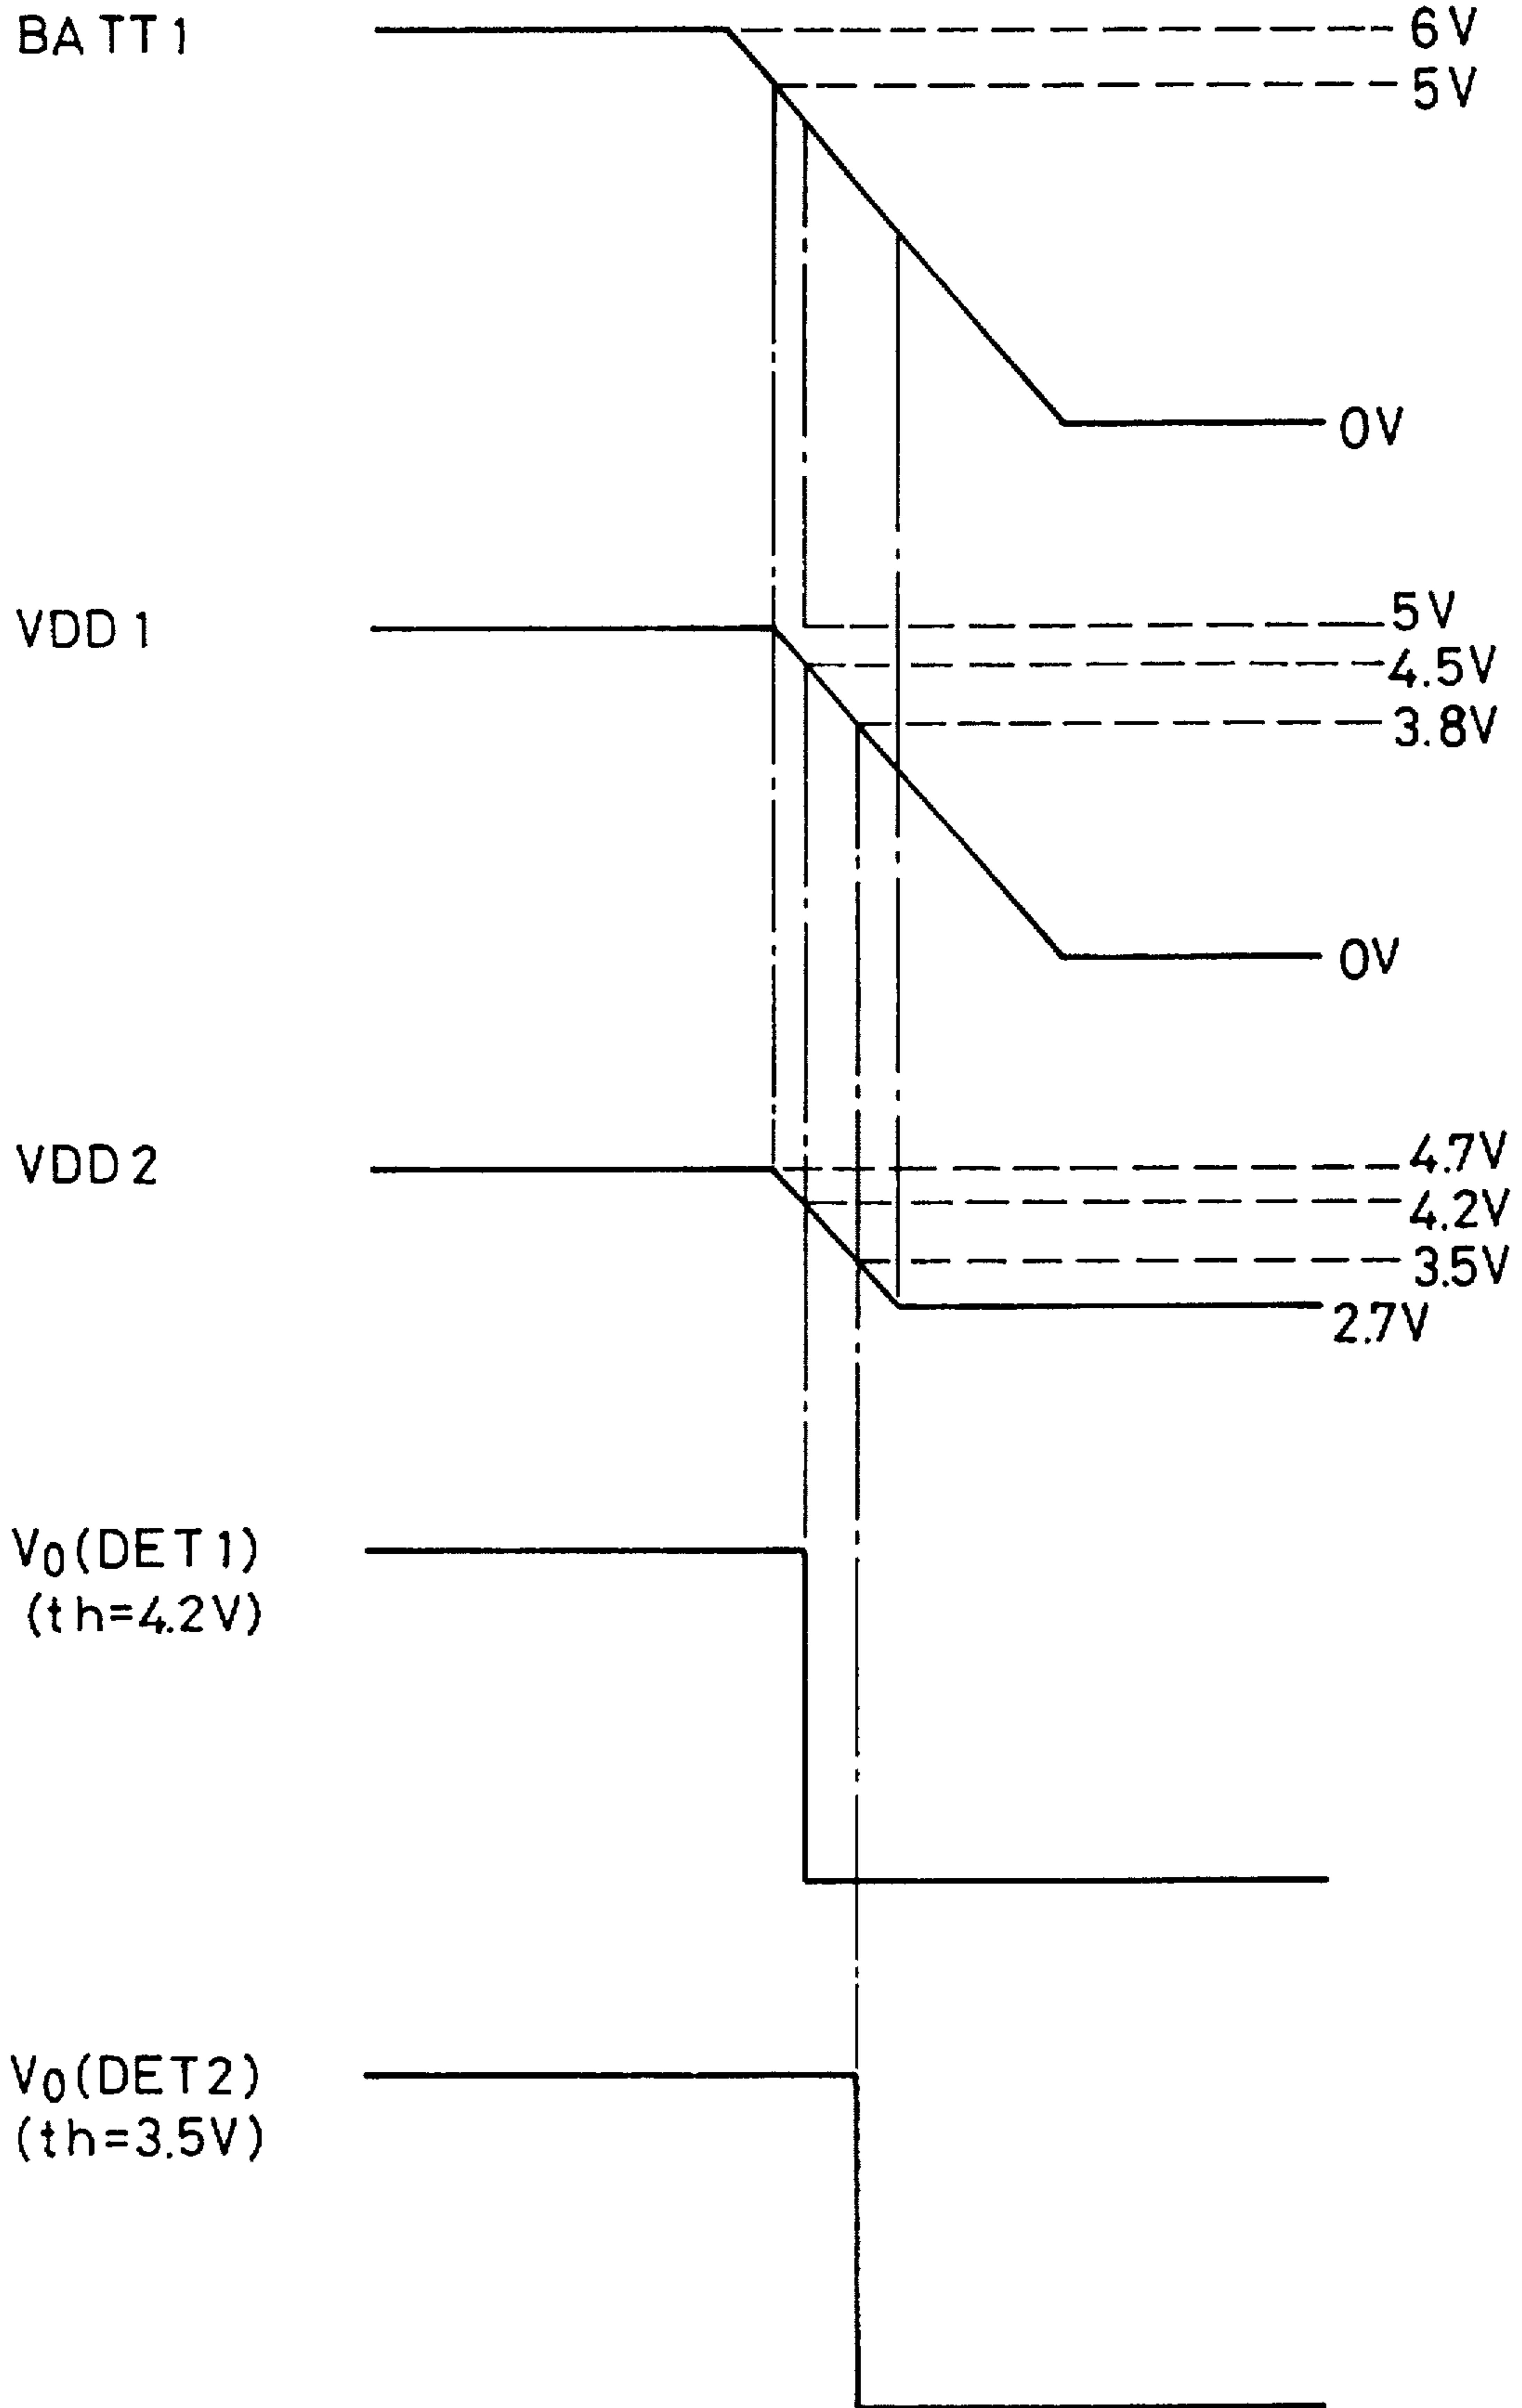 BATT1
6V
5V
0V
VDD1
5V
4.5V
3.8V
0V
VDD2
4.7V
4.2V
3.5V
2.7V
V0(DET1)
(th=4.2V)
V0(DET2)
(th=3.5V)